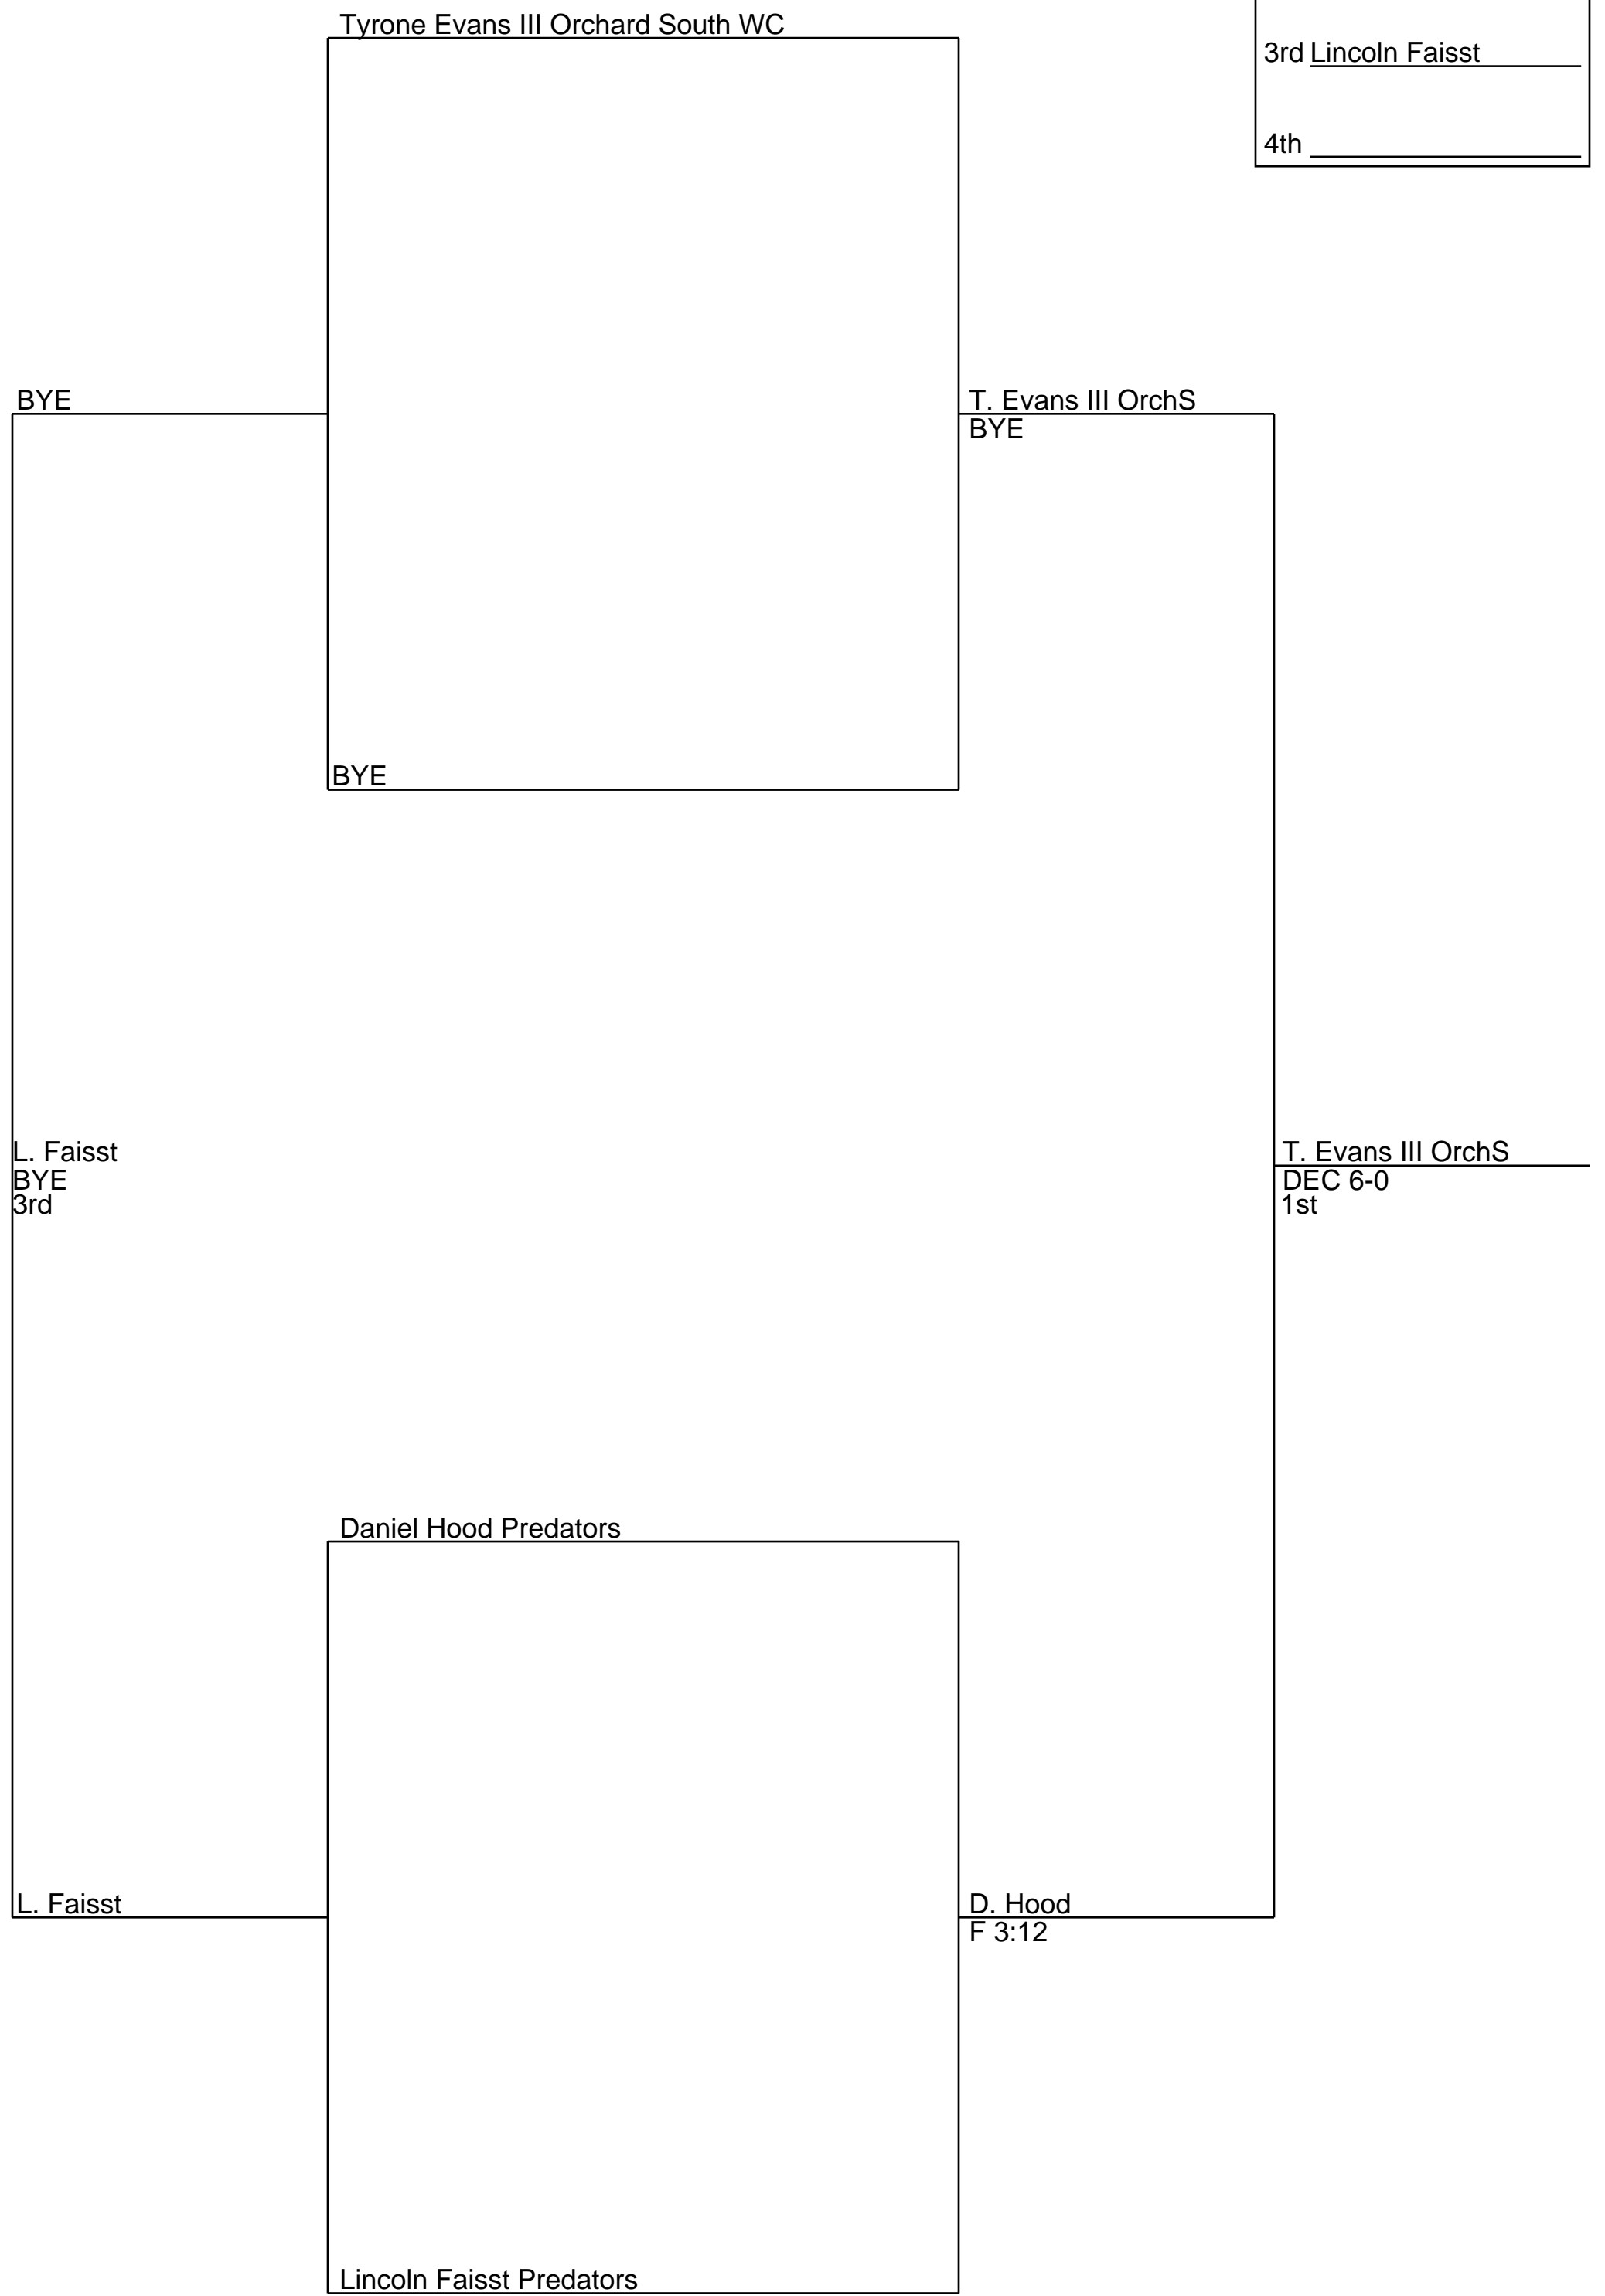 Tyrone Evans III Orchard South WC
3rd Lincoln Faisst
4th
BYE
T. Evans III OrchS
BYE
BYE
L. Faisst
BYE
3rd
T. Evans III OrchS
DEC 6-0
1st
Daniel Hood Predators
L. Faisst
D. Hood
F 3:12
Lincoln Faisst Predators